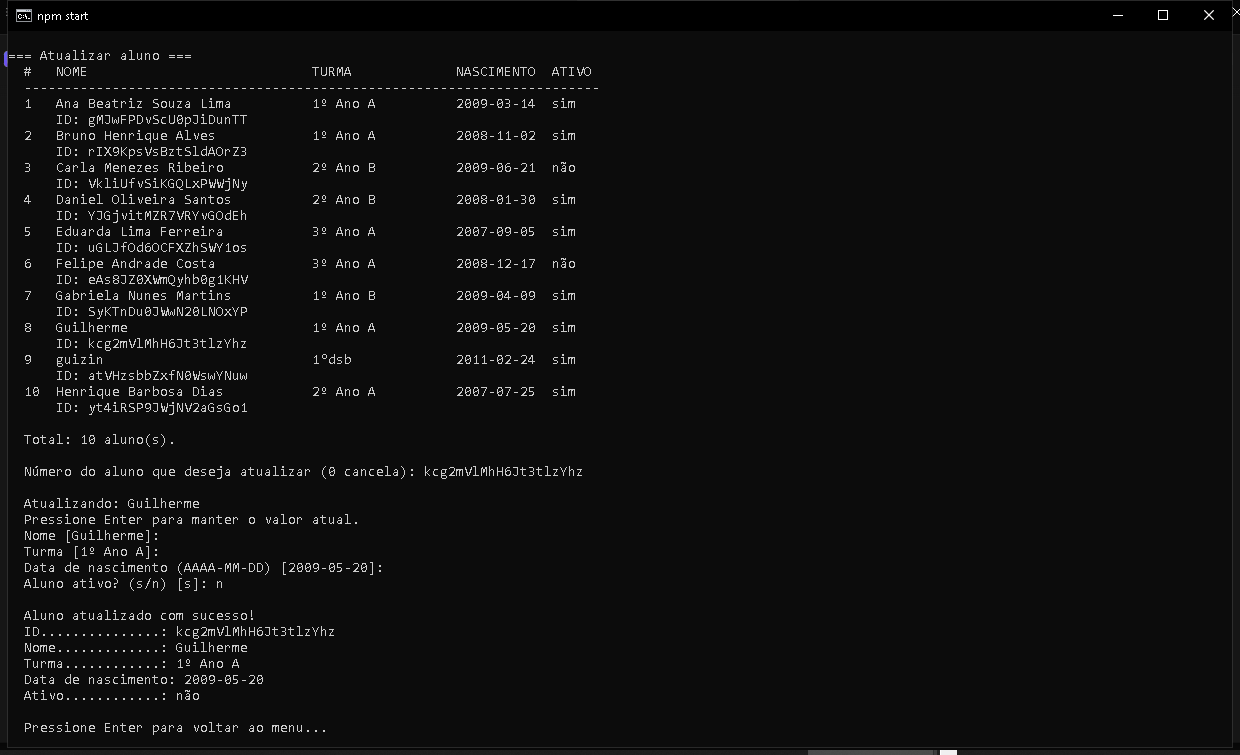 npm start
=== Atualizar aluno ===
#   NOME                            TURMA             NASCIMENTO  ATIVO
------------------------------------------------------------------------
1   Ana Beatriz Souza Lima          1º Ano A          2009-03-14  sim
    ID: gMJwFPDvScU0pJiDunTT
2   Bruno Henrique Alves            1º Ano A          2008-11-02  sim
    ID: rIX9KpsVsBztSldAOrZ3
3   Carla Menezes Ribeiro           2º Ano B          2009-06-21  não
    ID: VkliUfvSiKGQLxPWWjNy
4   Daniel Oliveira Santos          2º Ano B          2008-01-30  sim
    ID: YJGjvitMZR7VRYvGOdEh
5   Eduarda Lima Ferreira           3º Ano A          2007-09-05  sim
    ID: uGLJfOd6OCFXZhSWY1os
6   Felipe Andrade Costa            3º Ano A          2008-12-17  não
    ID: eAs8JZ0XWmQyhb0g1KHV
7   Gabriela Nunes Martins          1º Ano B          2009-04-09  sim
    ID: SyKTnDu0JWwN20LNOxYP
8   Guilherme                       1º Ano A          2009-05-20  sim
    ID: kcg2mVlMhH6Jt3tlzYhz
9   guizin                          1°dsb             2011-02-24  sim
    ID: atVHzsbbZxfN0WswYNuw
10  Henrique Barbosa Dias           2º Ano A          2007-07-25  sim
    ID: yt4iRSP9JWjNV2aGsGo1
Total: 10 aluno(s).
Número do aluno que deseja atualizar (0 cancela): kcg2mVlMhH6Jt3tlzYhz
Atualizando: Guilherme
Pressione Enter para manter o valor atual.
Nome [Guilherme]:
Turma [1º Ano A]:
Data de nascimento (AAAA-MM-DD) [2009-05-20]:
Aluno ativo? (s/n) [s]: n
Aluno atualizado com sucesso!
ID...............: kcg2mVlMhH6Jt3tlzYhz
Nome.............: Guilherme
Turma............: 1º Ano A
Data de nascimento: 2009-05-20
Ativo............: não
Pressione Enter para voltar ao menu...